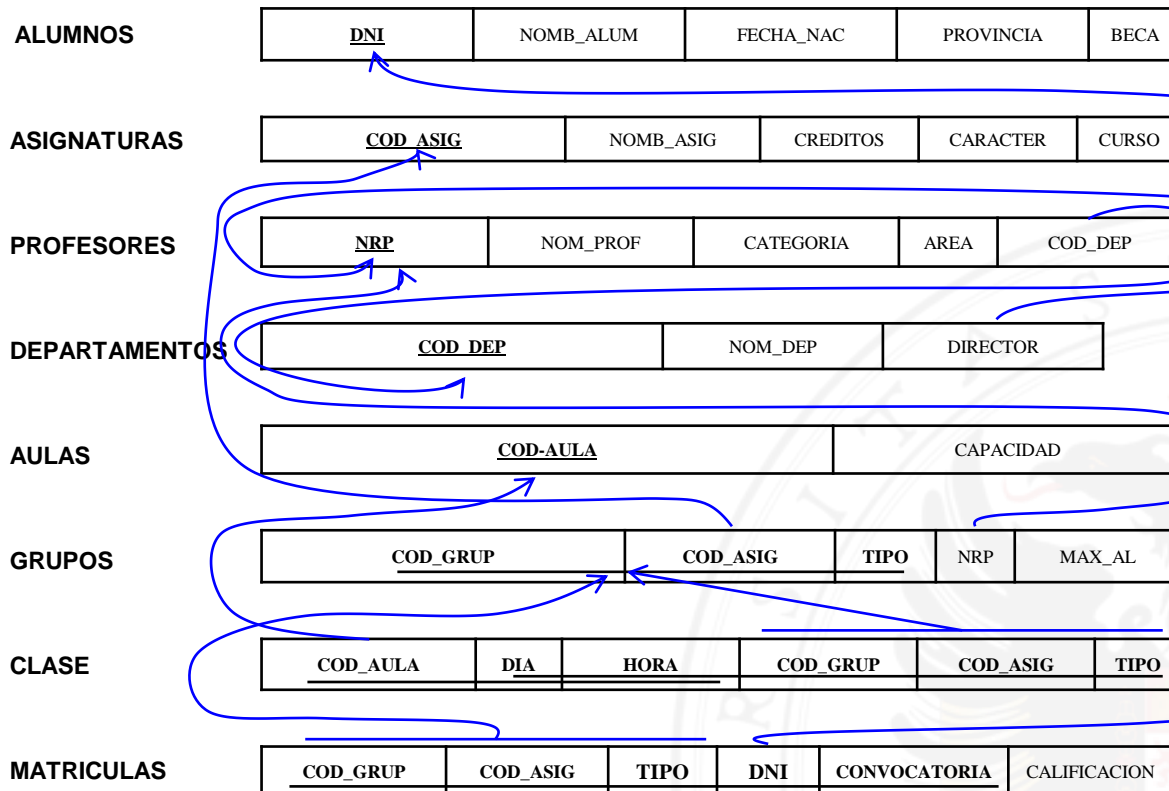 ALUMNOS DNI NOMB_ALUM FECHA_NAC PROVINCIA BECA
ASIGNATURAS COD_ASIG NOMB_ASIG CREDITOS CARACTER CURSO
PROFESORES NRP NOM_PROF CATEGORIA AREA COD_DEP
DEPARTAMENTOS COD_DEP NOM_DEP DIRECTOR
AULAS COD-AULA CAPACIDAD
GRUPOS COD_GRUP COD_ASIG TIPO NRP MAX_AL
CLASE COD_AULA DIA HORA COD_GRUP COD_ASIG TIPO
MATRICULAS COD_GRUP COD_ASIG TIPO DNI CONVOCATORIA CALIFICACION